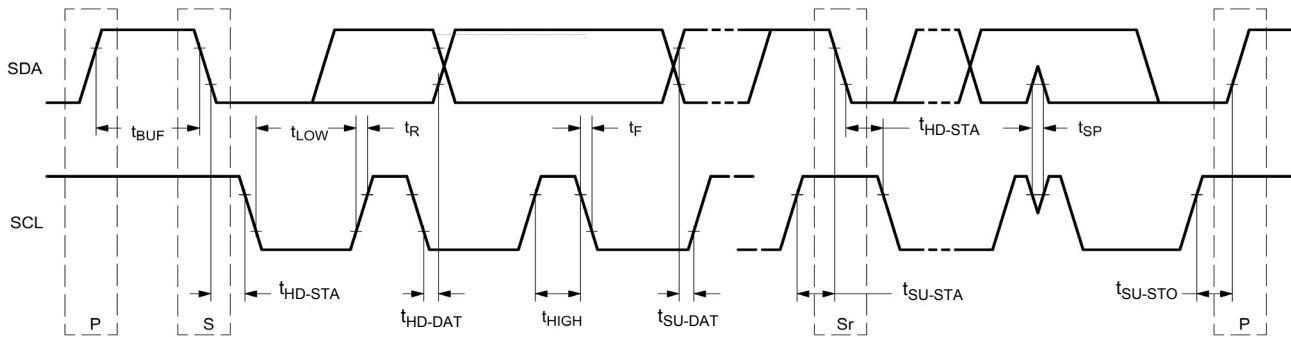 SDA
tBUF
tLOW
tR
tF
tHD-STA
tSP
SCL
tHD-STA
tHD-DAT
tHIGH
tSU-DAT
tSU-STA
tSU-STO
P
S
Sr
P